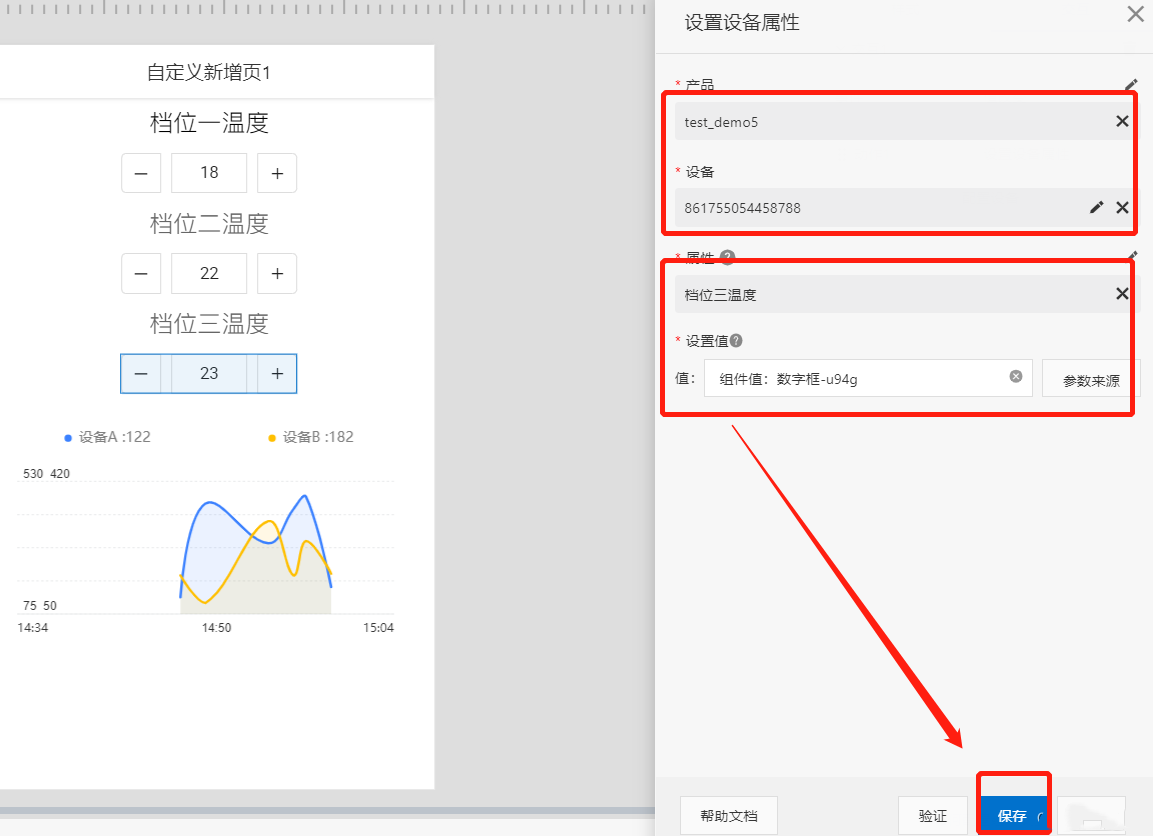 自定义新增页1
档位一温度
— 18 +
档位二温度
— 22 +
档位三温度
— 23 +
设备A :122 设备B :182
530 420
75 50
14:34 14:50 15:04
设置设备属性
* 产品
test_demo5
* 设备
861755054458788
* 属性 ?
档位三温度
* 设置值 ?
值： 组件值：数字框-u94g 参数来源
帮助文档 验证 保存